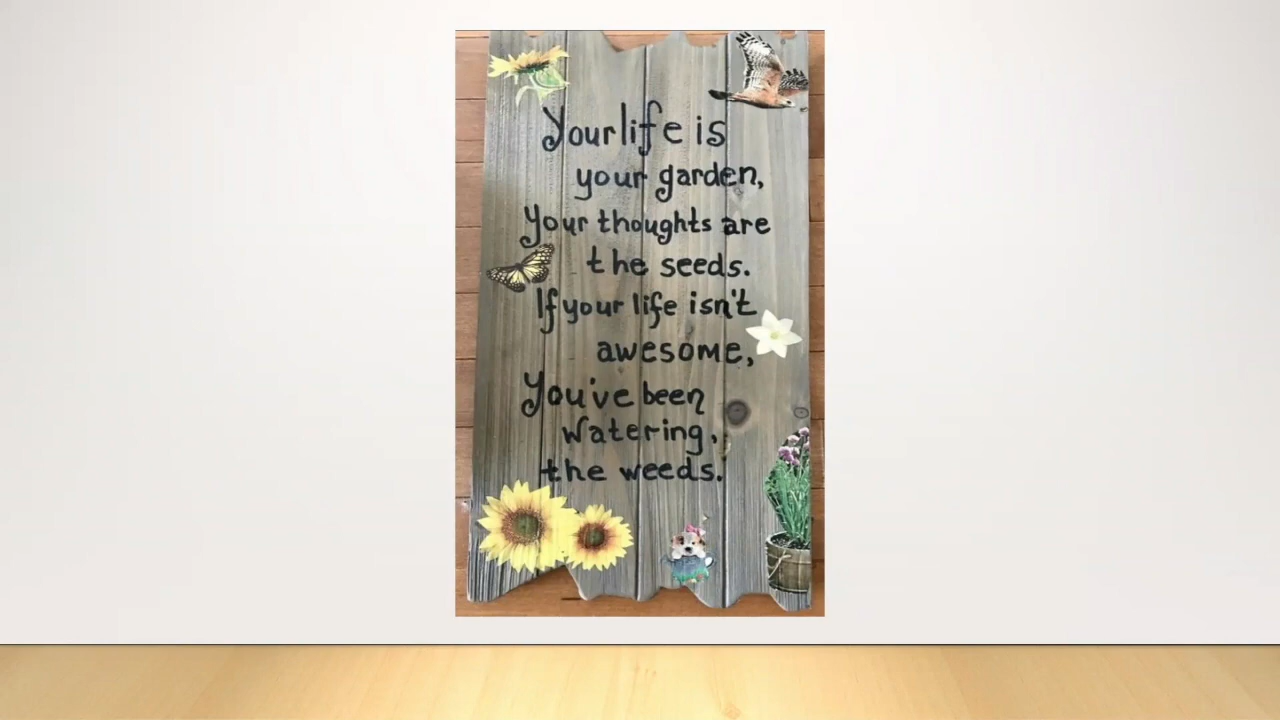 Your life is
your garden,
Your thoughts are
the seeds.
If your life isn't
awesome,
You've been
Watering,
the weeds.